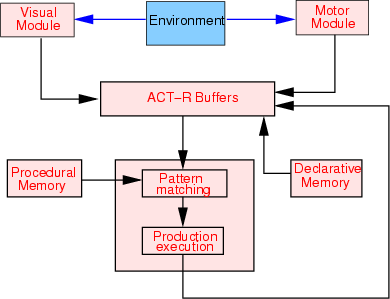 Visual
Module
Environment
Motor
Module
ACT–R Buffers
Procedural
Memory
Pattern
matching
Declarative
Memory
Production
execution